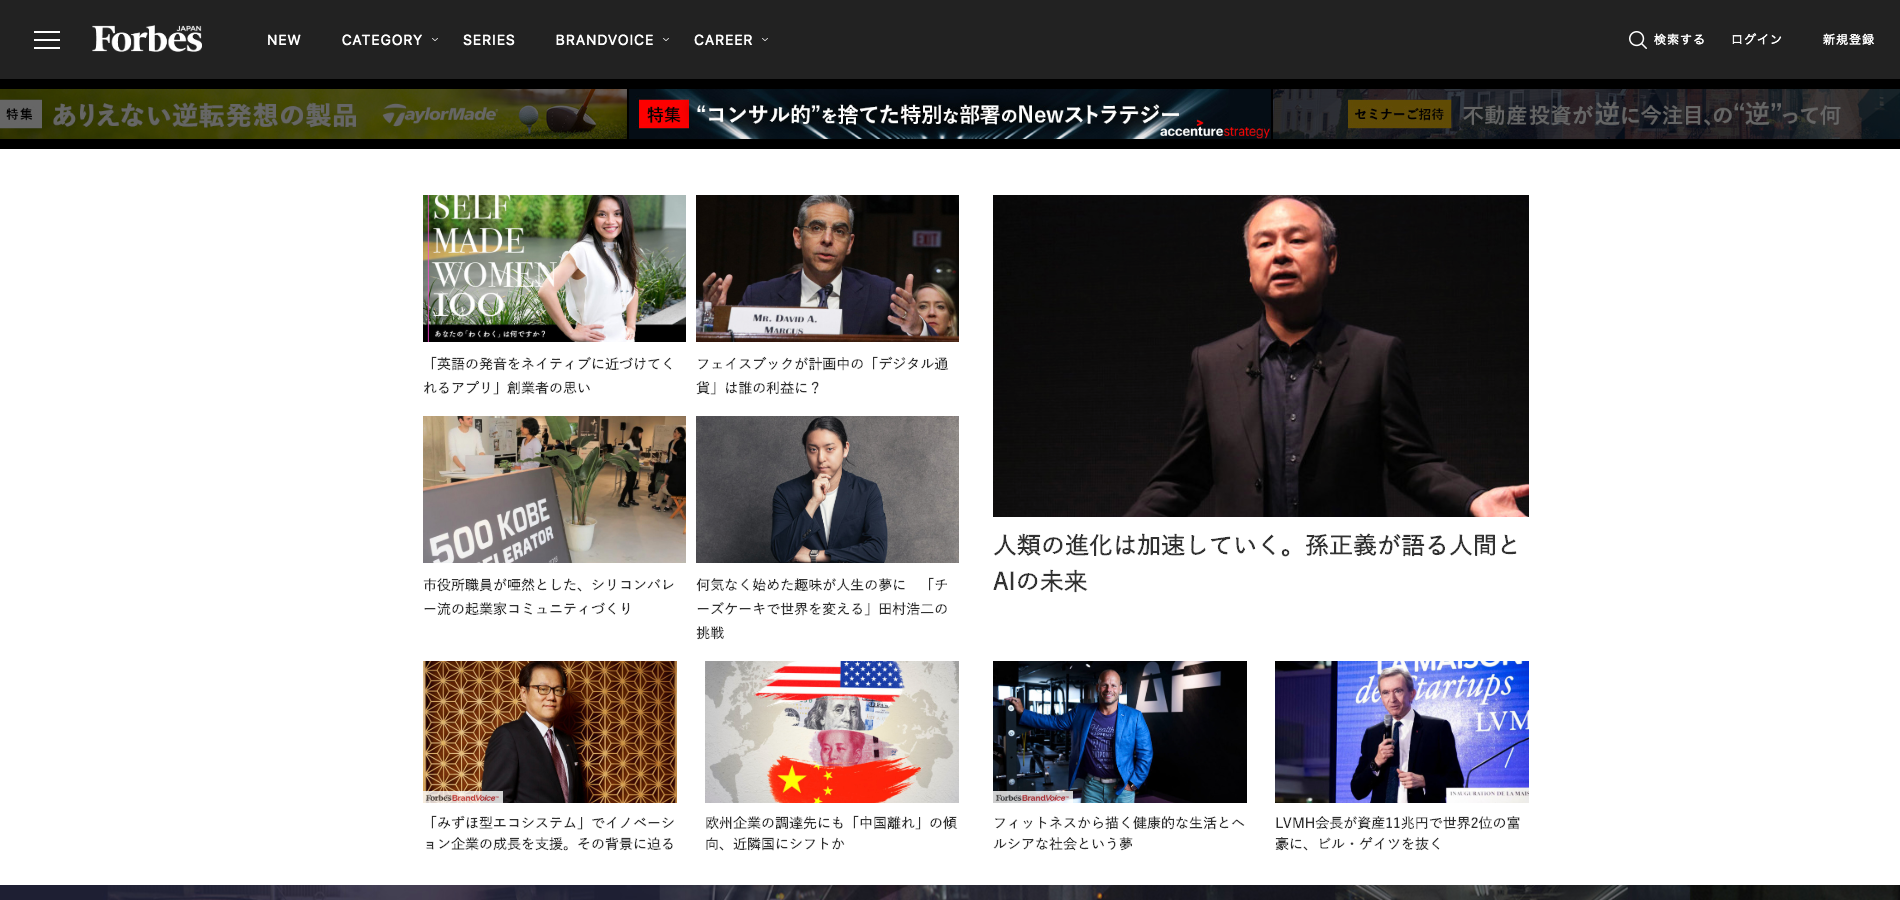 Forbes JAPAN
NEW
CATEGORY
SERIES
BRANDVOICE
CAREER
検索する
ログイン
新規登録
特集 ありえない逆転発想の製品 TaylorMade
特集 “コンサル的”を捨てた特別な部署のNewストラテジー
accenturestrategy
セミナーご招待 不動産投資が逆に今注目、の“逆”って何
SELF
MADE
WOMEN
TOO
あなたの「わくわく」は何ですか？
「英語の発音をネイティブに近づけてく
れるアプリ」創業者の思い
EXIT
MR. DAVID A.
MARCUS
フェイスブックが計画中の「デジタル通
貨」は誰の利益に？
人類の進化は加速していく。孫正義が語る人間と
AIの未来
500 KOBE
ELERATOR
市役所職員が唖然とした、シリコンバレ
ー流の起業家コミュニティづくり
何気なく始めた趣味が人生の夢に　「チ
ーズケーキで世界を変える」田村浩二の
挑戦
Forbes BrandVoice
「みずほ型エコシステム」でイノベーシ
ョン企業の成長を支援。その背景に迫る
欧州企業の調達先にも「中国離れ」の傾
向、近隣国にシフトか
AF
Health
Forbes BrandVoice
フィットネスから描く健康的な生活とヘ
ルシアな社会という夢
LA MAISON
des Startups
LVM
INAUGURATION DE LA MAIS
LVMH会長が資産11兆円で世界2位の富
豪に、ビル・ゲイツを抜く